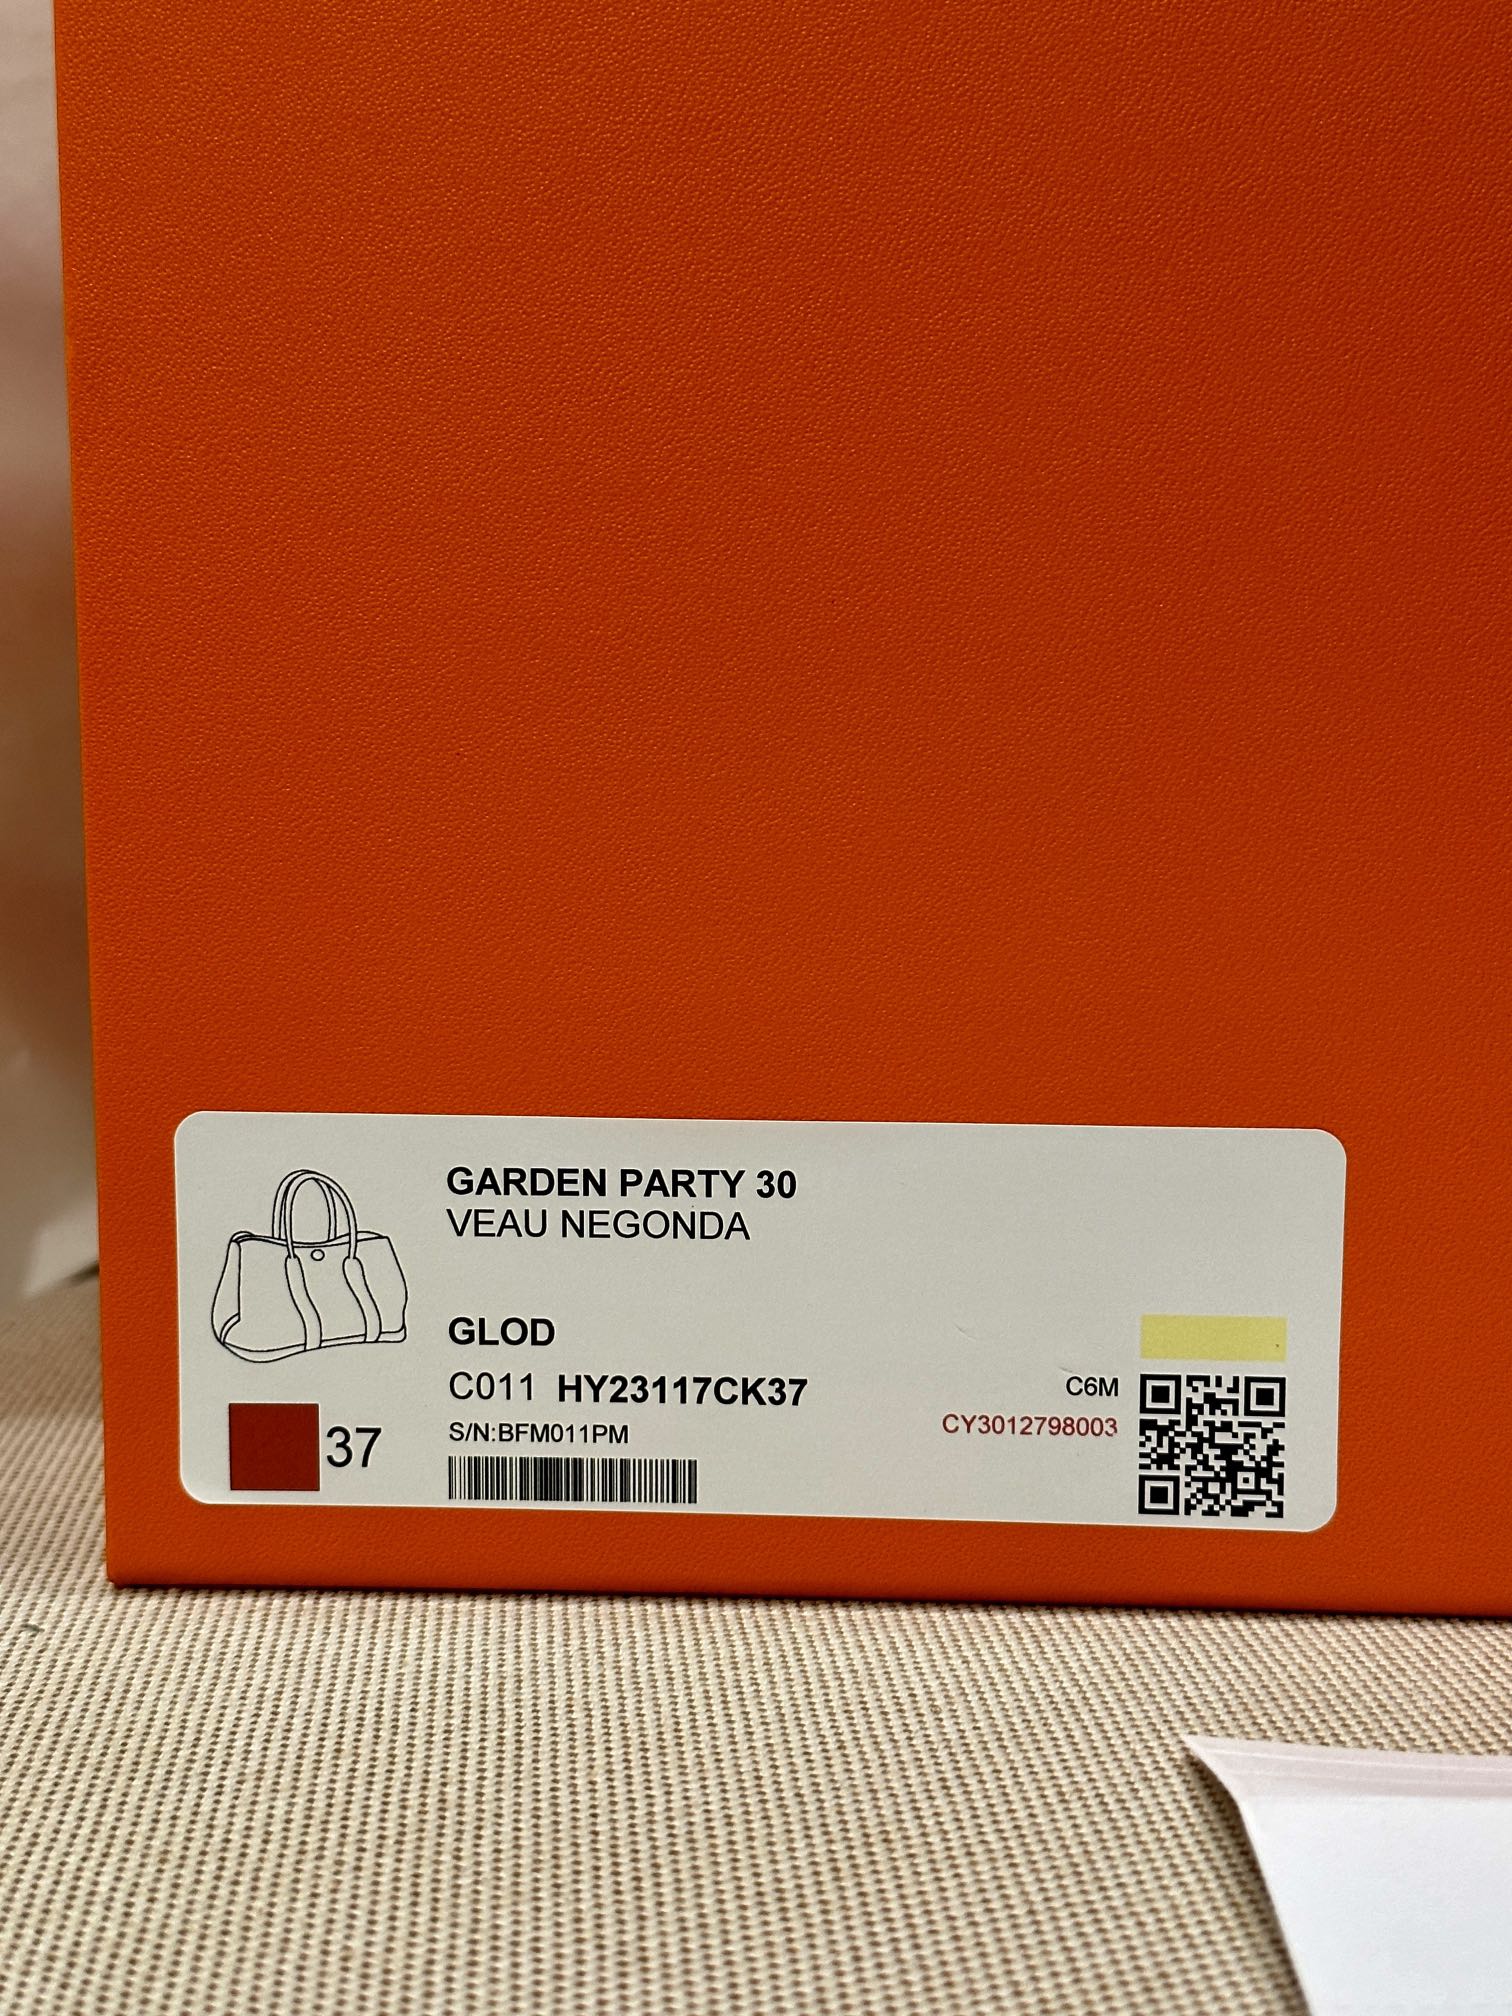 GARDEN PARTY 30
VEAU NEGONDA
GLOD
C011 HY23117CK37
S/N:BFM011PM
37
C6M
CY3012798003